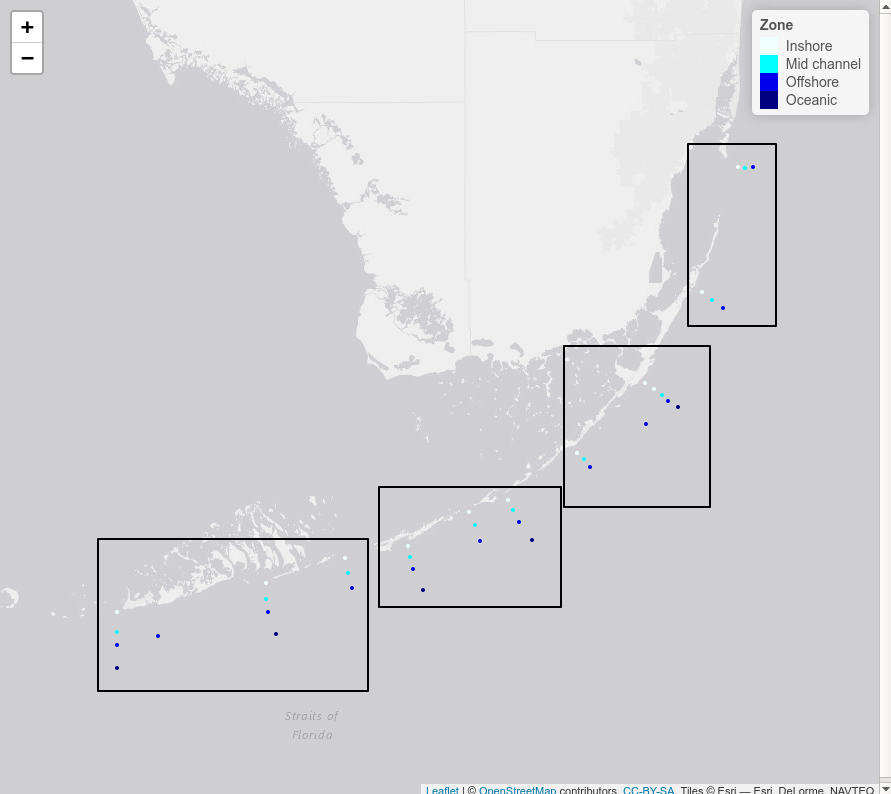 +
−
Zone
Inshore
Mid channel
Offshore
Oceanic
Straits of
Florida
Leaflet | © OpenStreetMap contributors, CC-BY-SA, Tiles © Esri — Esri, DeLorme, NAVTEQ